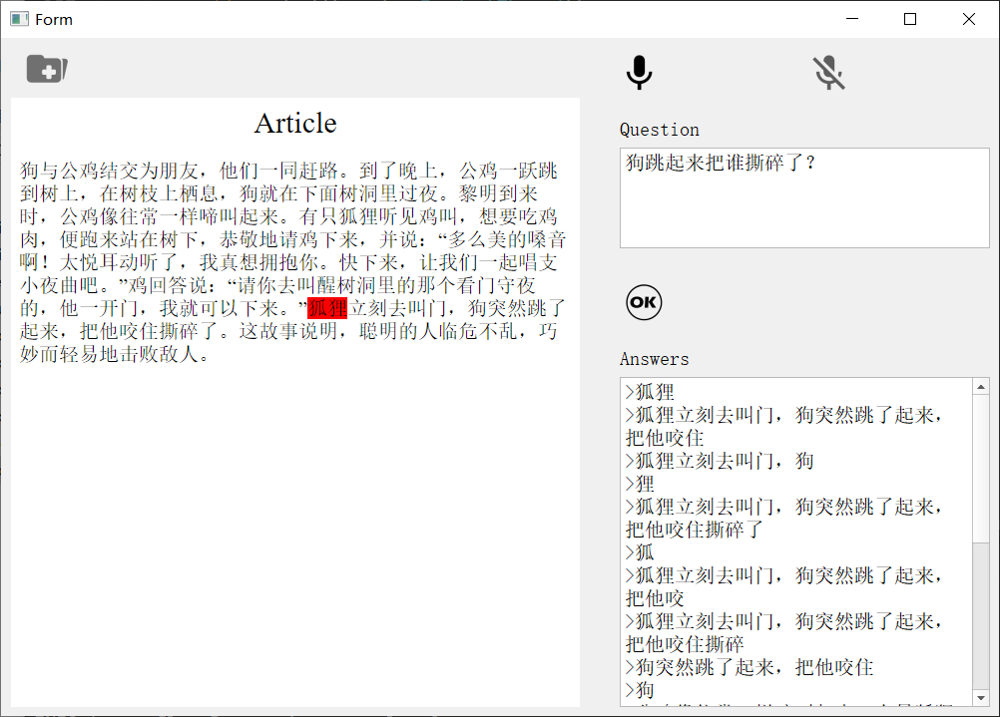 Form
Article
狗与公鸡结交为朋友，他们一同赶路。到了晚上，公鸡一跃跳
到树上，在树枝上栖息，狗就在下面树洞里过夜。黎明到来
时，公鸡像往常一样啼叫起来。有只狐狸听见鸡叫，想要吃鸡
肉，便跑来站在树下，恭敬地请鸡下来，并说：“多么美的嗓音
啊！太悦耳动听了，我真想拥抱你。快下来，让我们一起唱支
小夜曲吧。”鸡回答说：“请你去叫醒树洞里的那个看门守夜
的，他一开门，我就可以下来。”狐狸立刻去叫门，狗突然跳了
起来，把他咬住撕碎了。这故事说明，聪明的人临危不乱，巧
妙而轻易地击败敌人。
Question
狗跳起来把谁撕碎了？
OK
Answers
>狐狸
>狐狸立刻去叫门，狗突然跳了起来，
把他咬住
>狐狸立刻去叫门，狗
>狸
>狐狸立刻去叫门，狗突然跳了起来，
把他咬住撕碎了
>狐
>狐狸立刻去叫门，狗突然跳了起来，
把他咬
>狐狸立刻去叫门，狗突然跳了起来，
把他咬住撕碎
>狗突然跳了起来，把他咬住
>狗